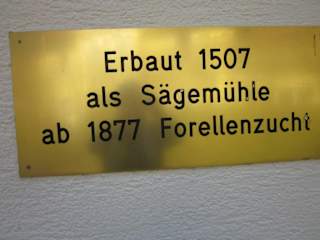 Erbaut 1507
als Sägemühle
ab 1877 Forellenzucht